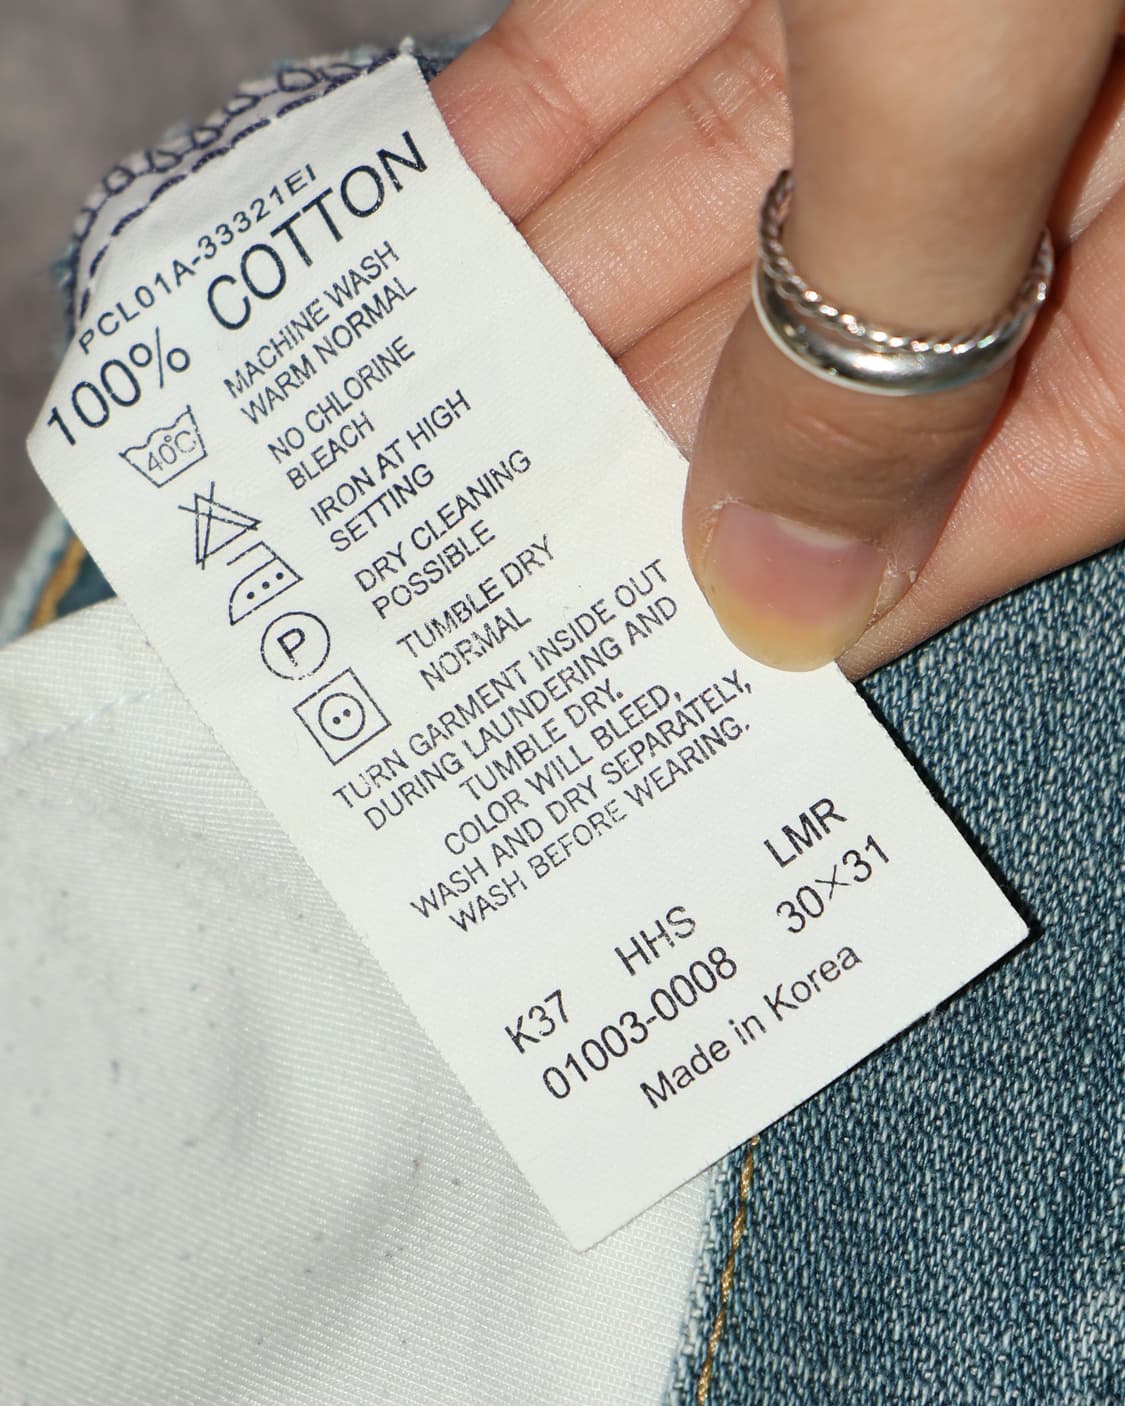 PCL01A-33321EI
100% COTTON
40°C
MACHINE WASH
WARM NORMAL
NO CHLORINE
BLEACH
IRON AT HIGH
SETTING
P
DRY CLEANING
POSSIBLE
TUMBLE DRY
NORMAL
TURN GARMENT INSIDE OUT
DURING LAUNDERING AND
TUMBLE DRY.
COLOR WILL BLEED,
WASH AND DRY SEPARATELY,
WASH BEFORE WEARING.
K37 HHS LMR
01003-0008 30×31
Made in Korea